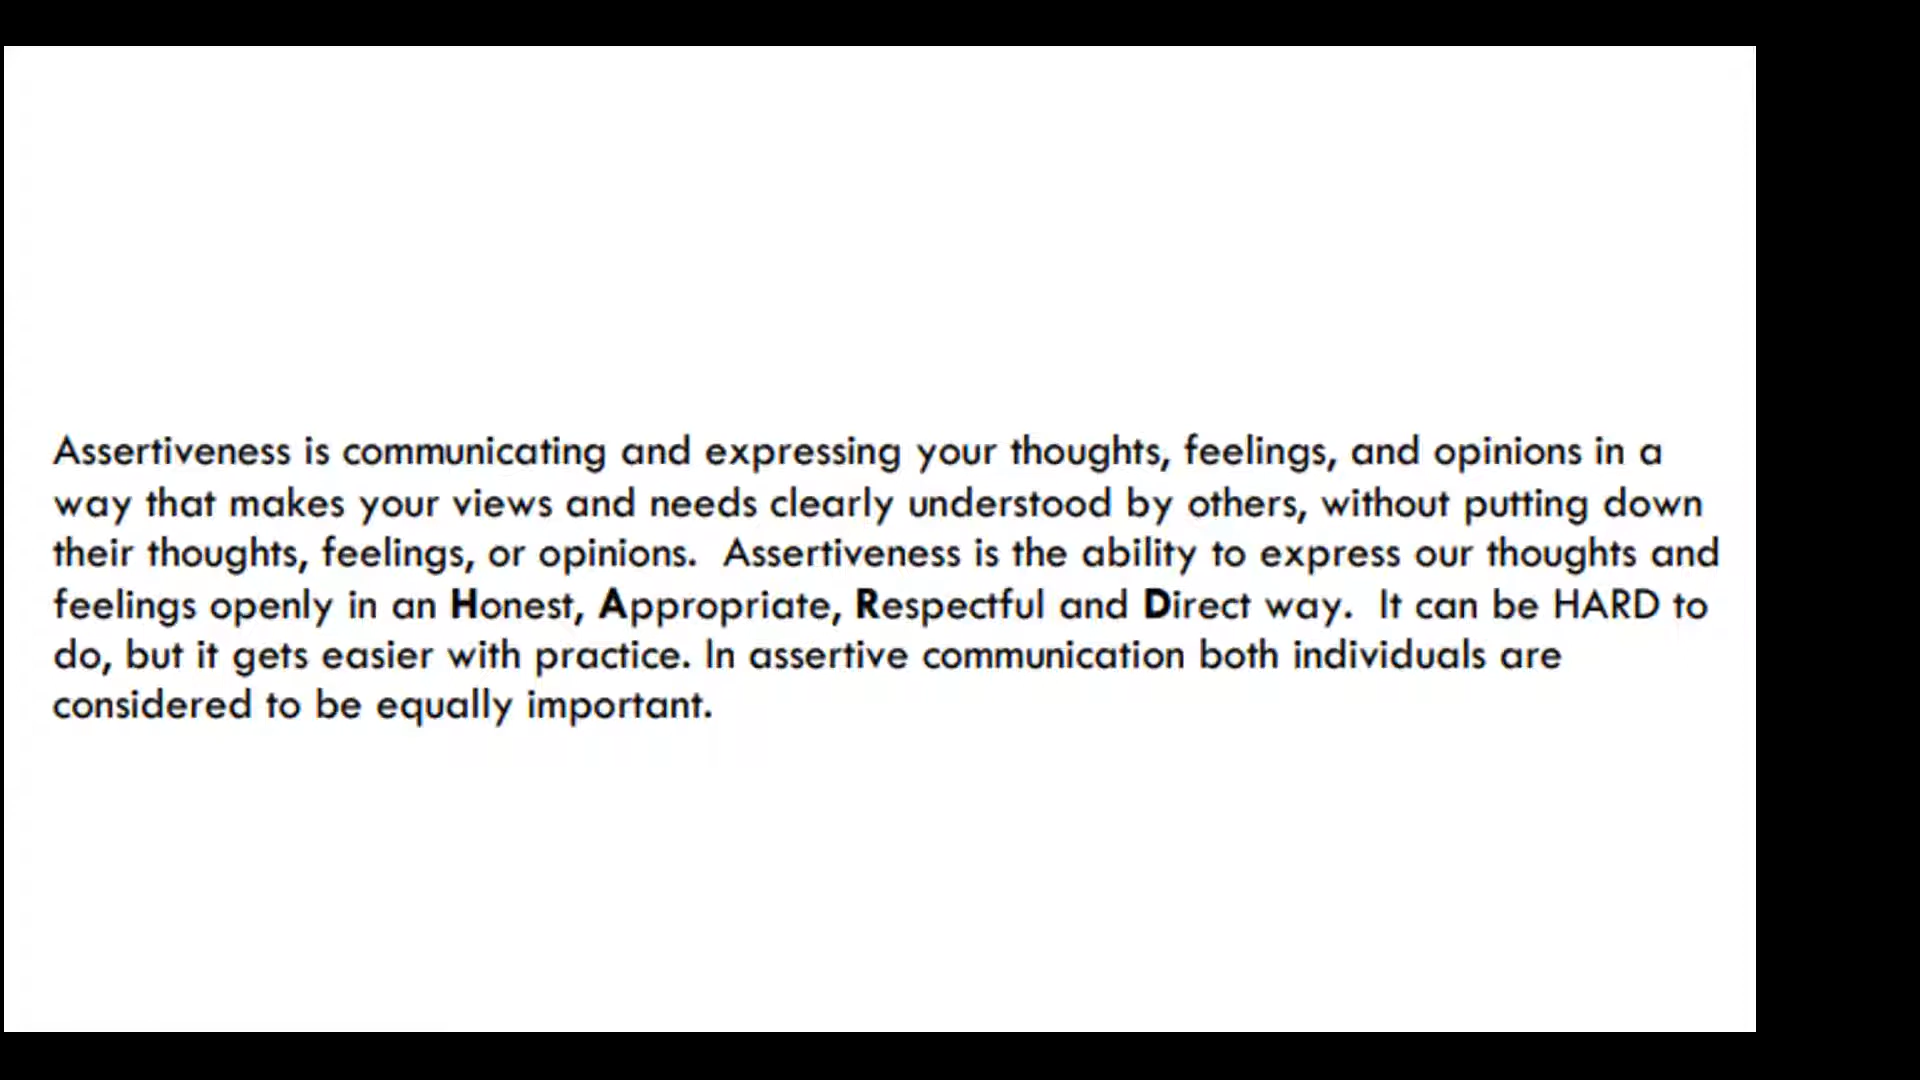 Assertiveness is communicating and expressing your thoughts, feelings, and opinions in a
way that makes your views and needs clearly understood by others, without putting down
their thoughts, feelings, or opinions.  Assertiveness is the ability to express our thoughts and
feelings openly in an Honest, Appropriate, Respectful and Direct way.  It can be HARD to
do, but it gets easier with practice. In assertive communication both individuals are
considered to be equally important.